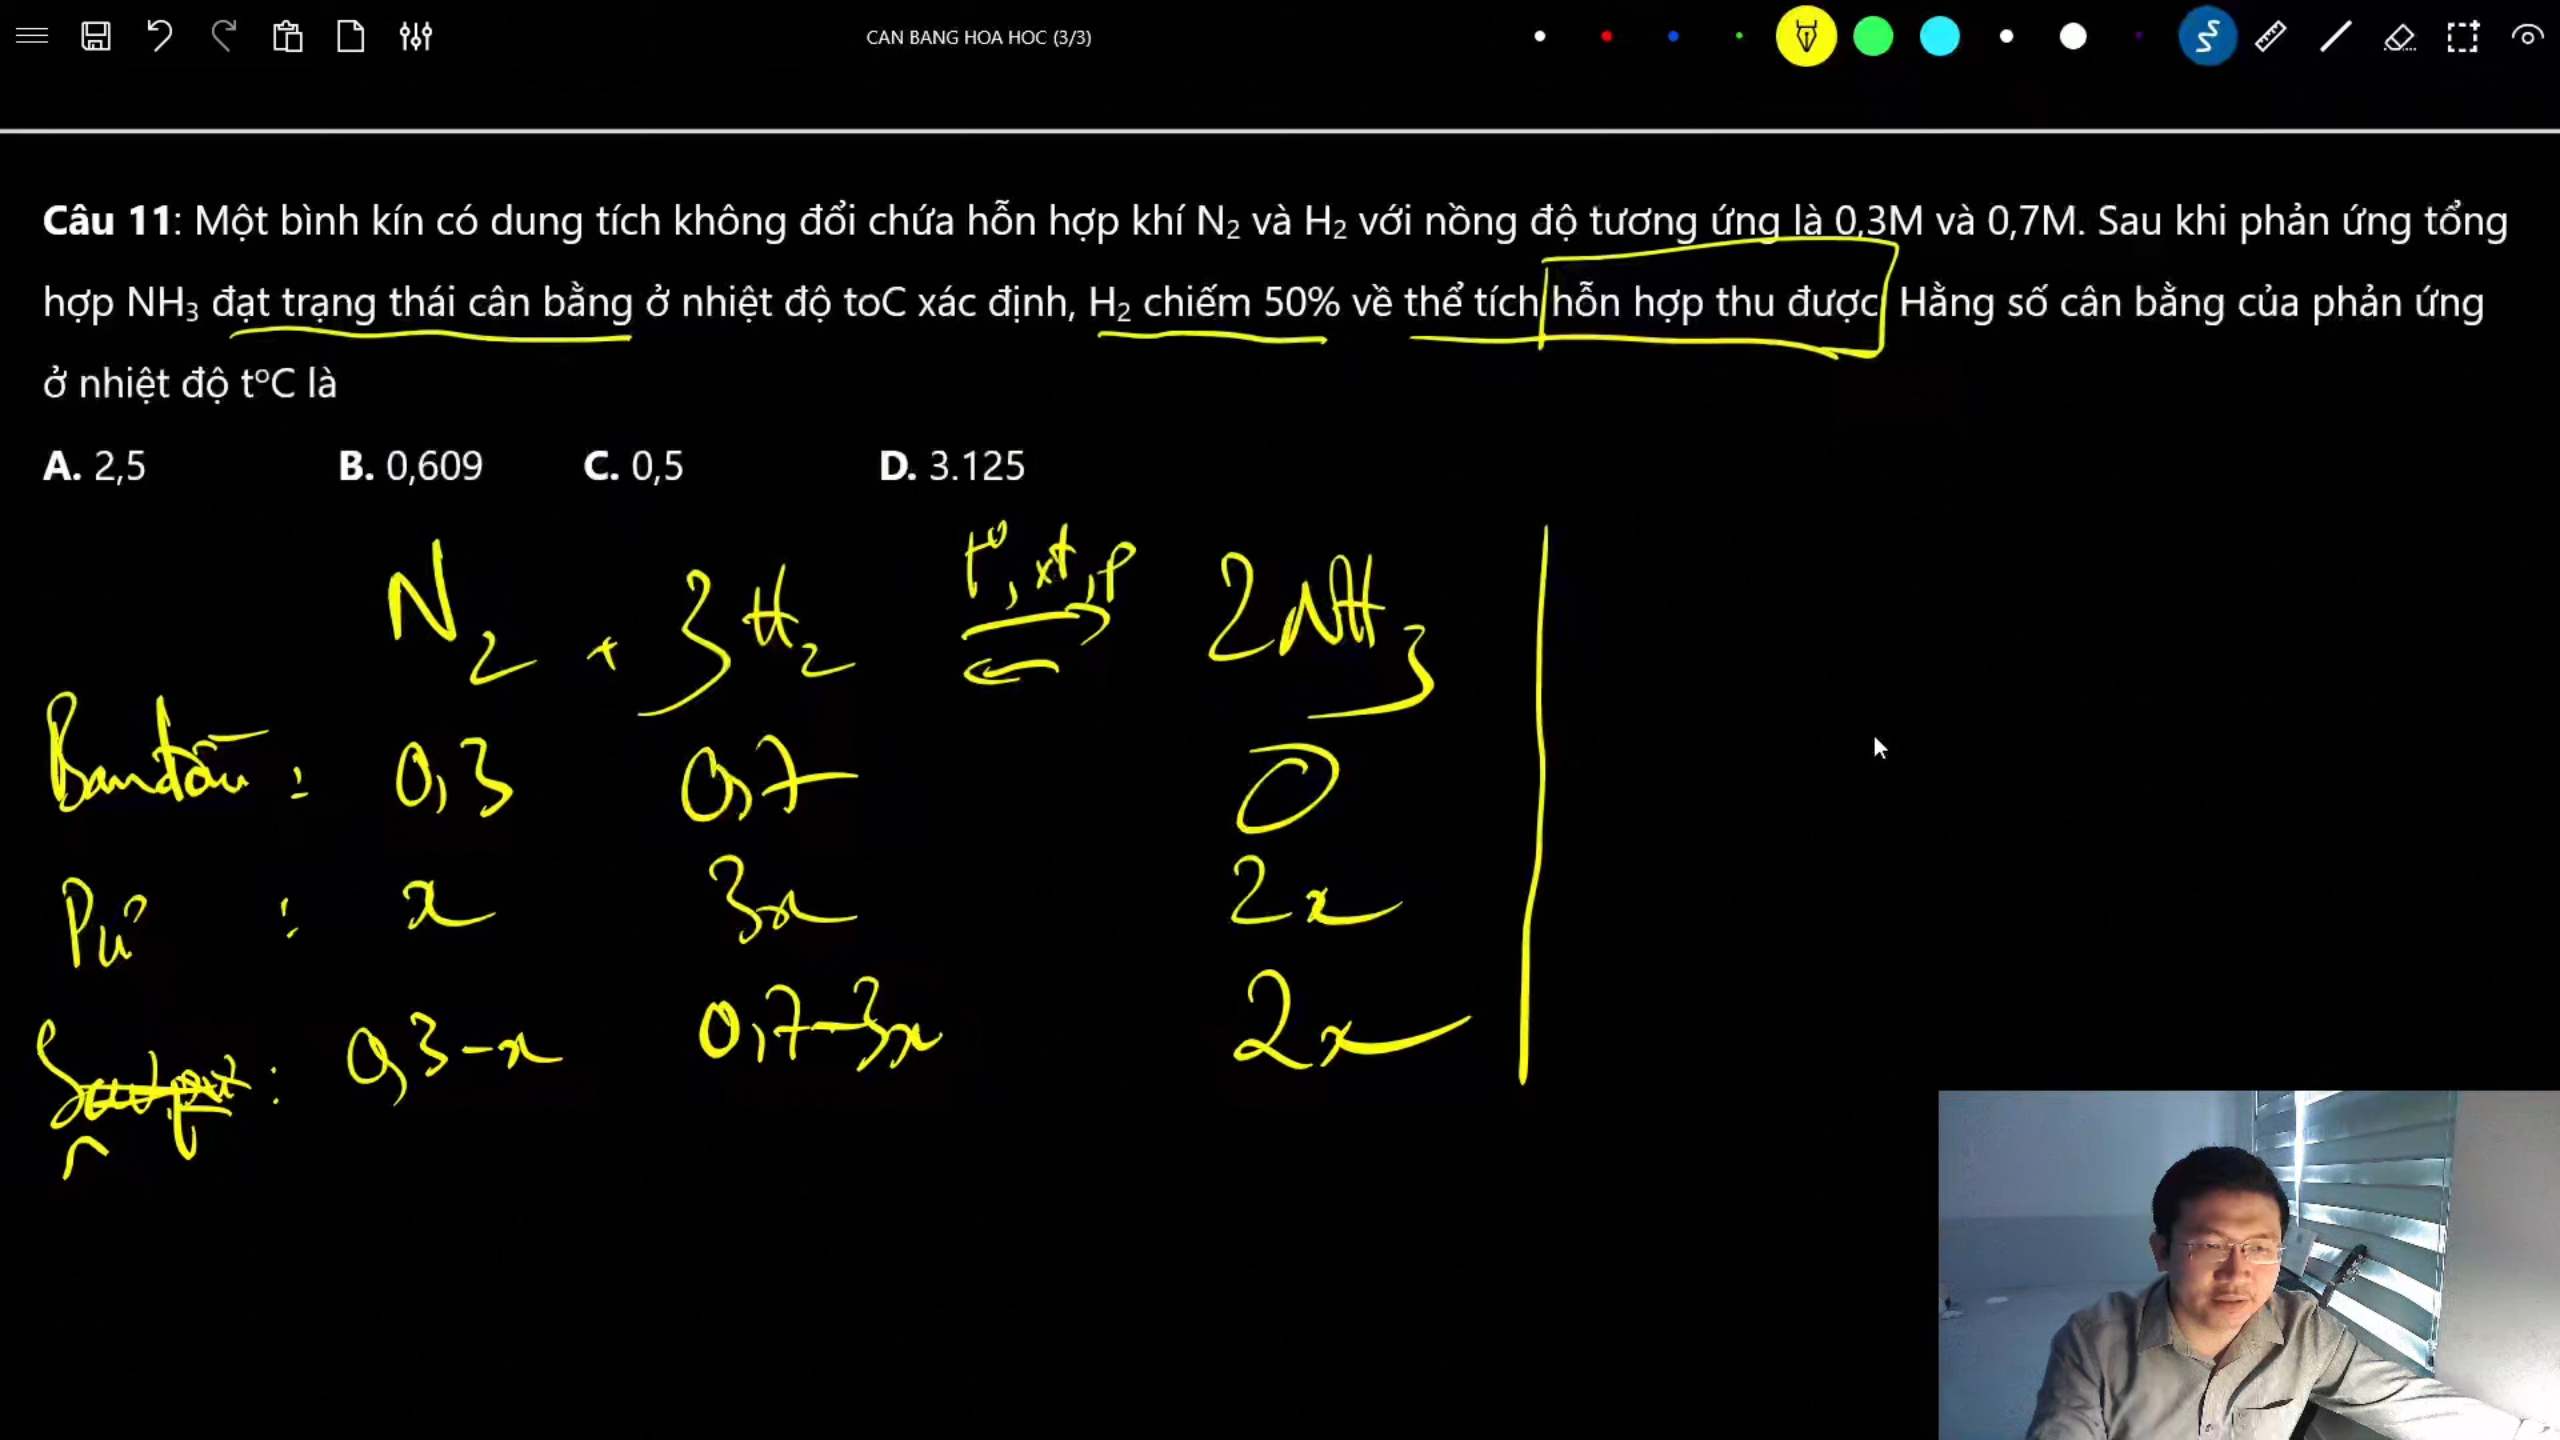 CAN BANG HOA HOC (3/3)
Câu 11: Một bình kín có dung tích không đổi chứa hỗn hợp khí N₂ và H₂ với nồng độ tương ứng là 0,3M và 0,7M. Sau khi phản ứng tổng
hợp NH₃ đạt trạng thái cân bằng ở nhiệt độ toC xác định, H₂ chiếm 50% về thể tích hỗn hợp thu được Hằng số cân bằng của phản ứng
ở nhiệt độ tºC là
A. 2,5 B. 0,609 C. 0,5 D. 3.125
t⁰, xt, p
N₂ + 3H₂ ⇌ 2NH₃
Ban đầu : 0,3 0,7 0
Pứ : x 3x 2x
: 0,3-x 0,7-3x 2x